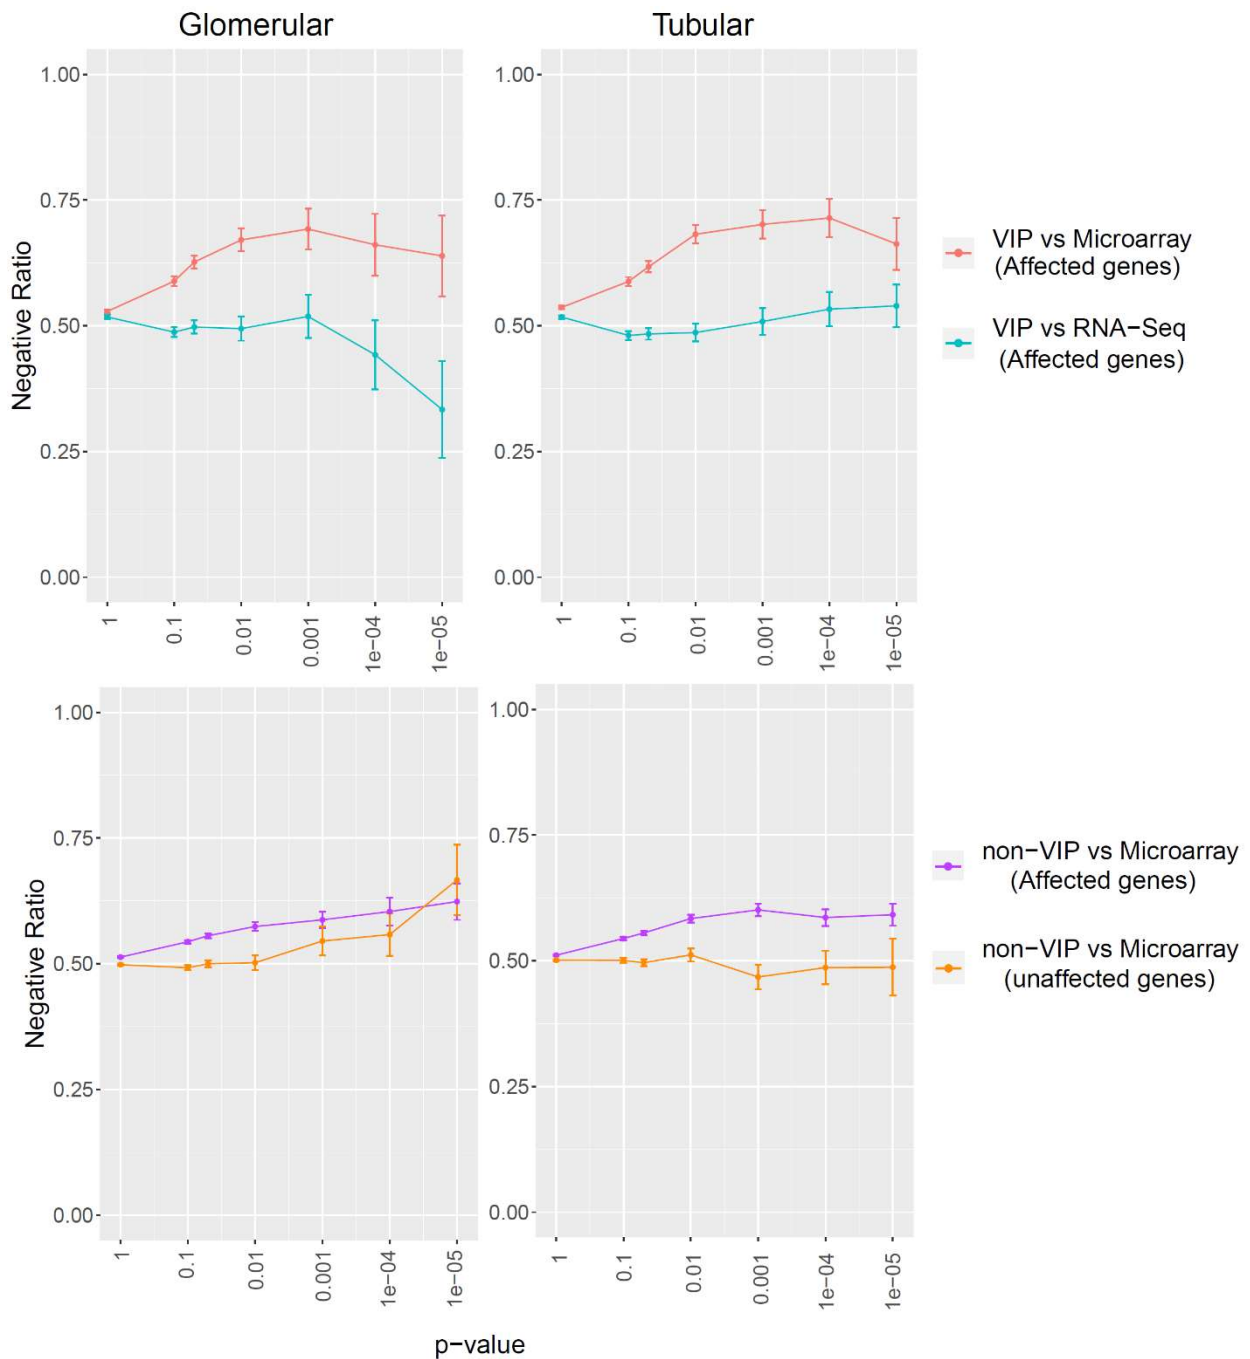 Glomerular
Tubular
Negative Ratio
1.00
0.75
0.50
0.25
0.00
1
0.1
0.01
0.001
1e−04
1e−05
1.00
0.75
0.50
0.25
0.00
1
0.1
0.01
0.001
1e−04
1e−05
VIP vs Microarray
(Affected genes)
VIP vs RNA−Seq
(Affected genes)
Negative Ratio
1.00
0.75
0.50
0.25
0.00
1
0.1
0.01
0.001
1e−04
1e−05
1.00
0.75
0.50
0.25
0.00
1
0.1
0.01
0.001
1e−04
1e−05
non−VIP vs Microarray
(Affected genes)
non−VIP vs Microarray
(unaffected genes)
p−value